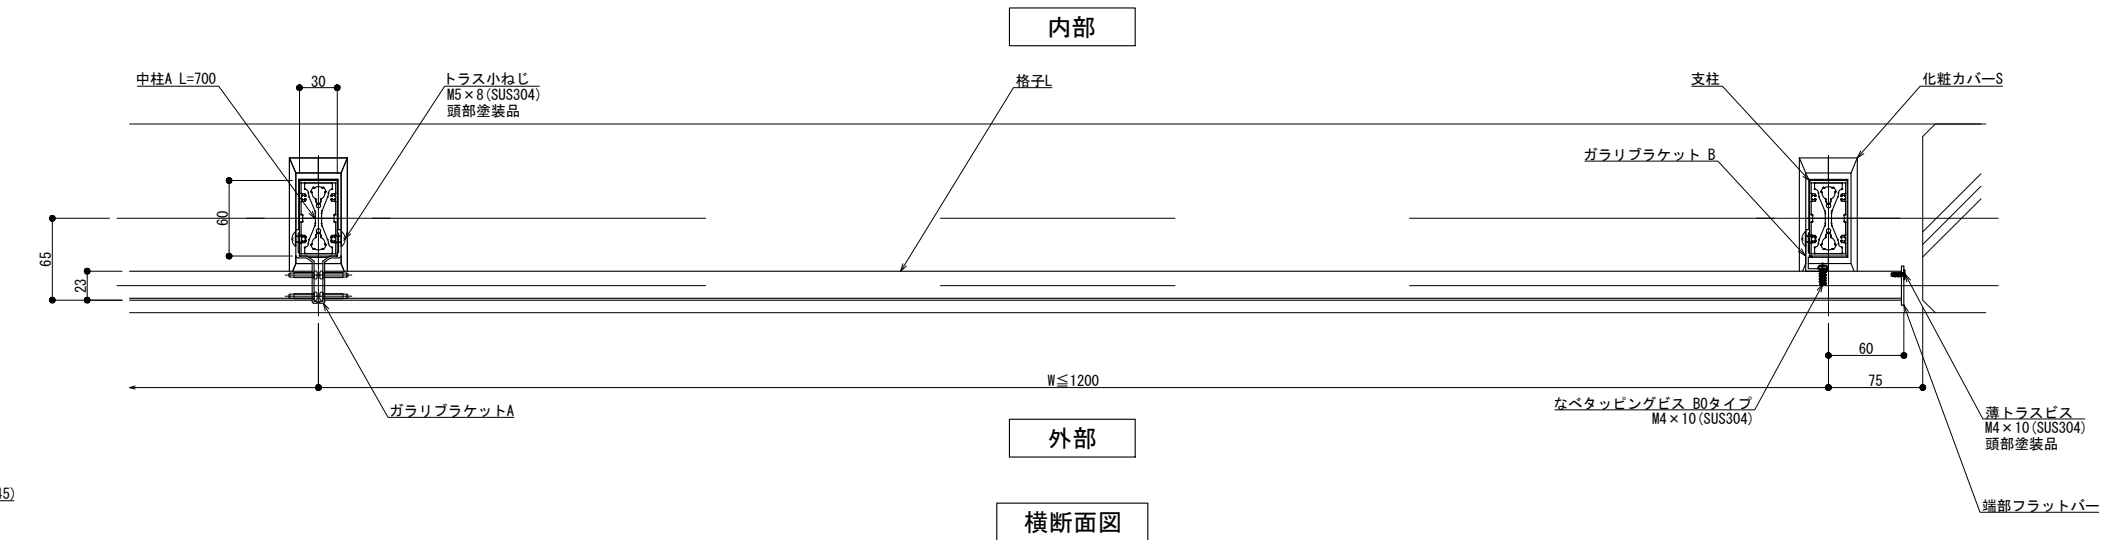 内部
中柱A L=700
30
トラス小ねじ
M5×8(SUS304)
頭部塗装品
格子L
支柱
化粧カバーS
ガラリブラケット B
60
65
23
W≦1200
60
75
ガラリブラケットA
なべタッピングビス B0タイプ
M4×10(SUS304)
薄トラスビス
M4×10(SUS304)
頭部塗装品
外部
45)
端部フラットバー
横断面図